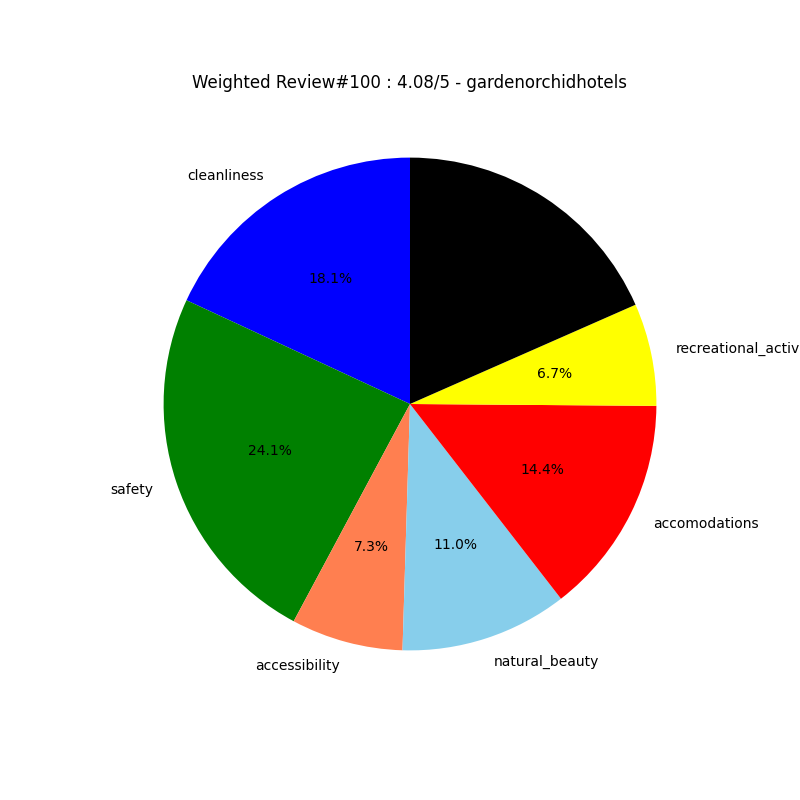 Weighted Review#100 : 4.08/5 - gardenorchidhotels
cleanliness
18.1%
recreational_activ
6.7%
24.1%
14.4%
safety
accomodations
7.3%
11.0%
accessibility
natural_beauty